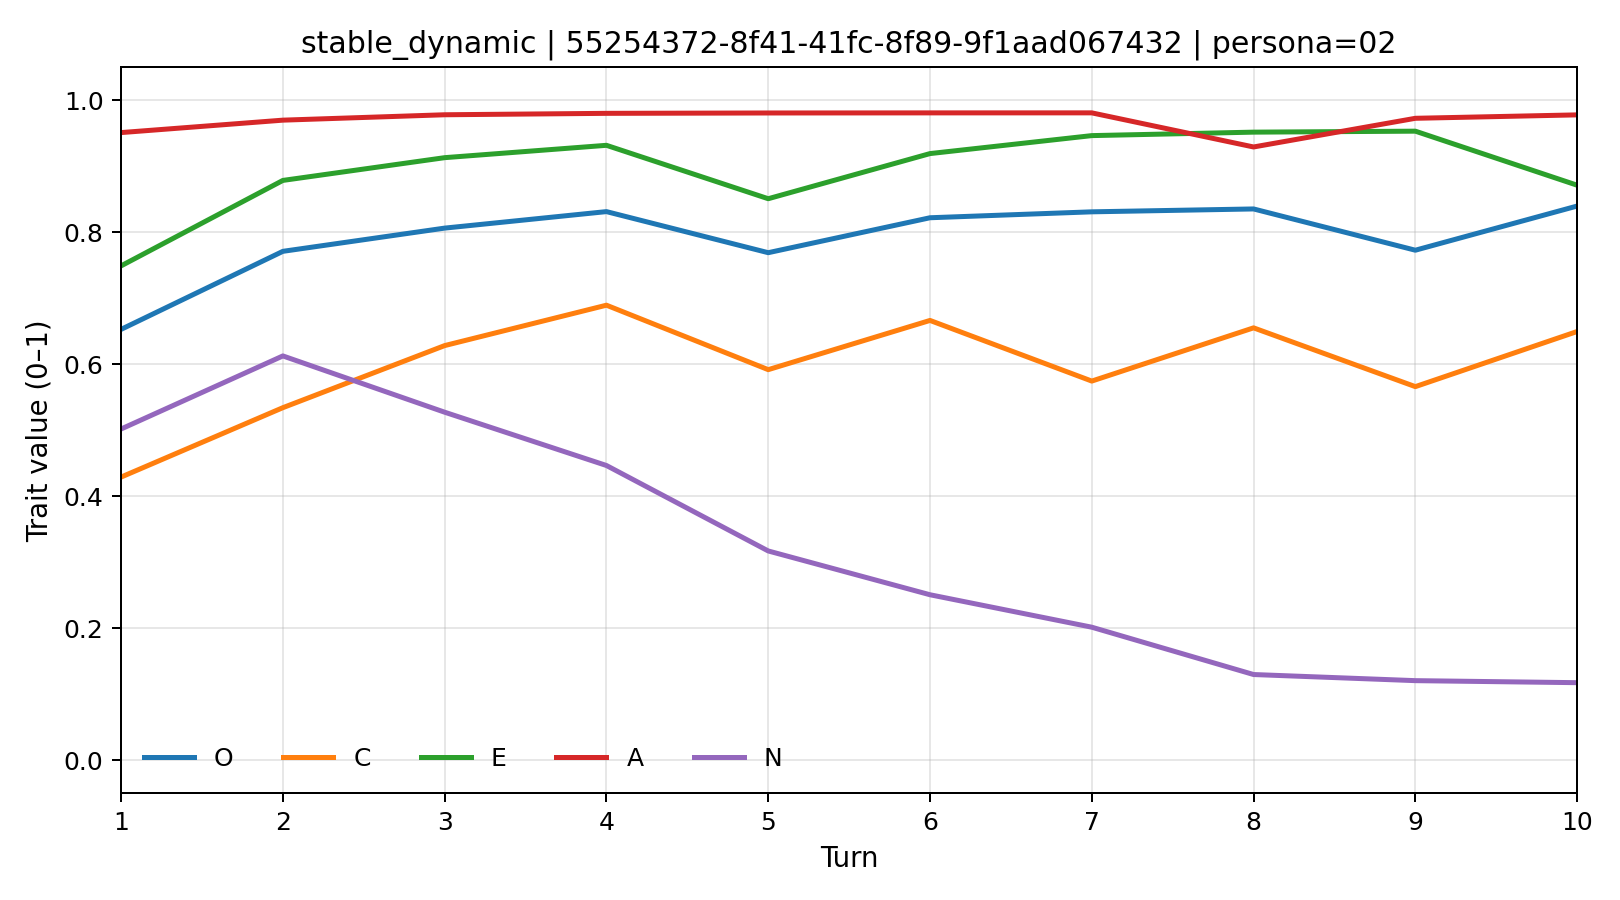 stable_dynamic | 55254372-8f41-41fc-8f89-9f1aad067432 | persona=02
Trait value (0–1)
1.0
0.8
0.6
0.4
0.2
0.0
O C E A N
1 2 3 4 5 6 7 8 9 10
Turn